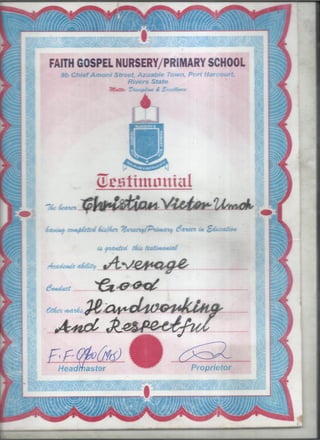 FAITH GOSPEL NURSERY/PRIMARY SCHOOL
9b Chief Amoni Street, Azuabie Town, Port Harcourt,
Rivers State.
Motto: Discipline & Excellence
Testimonial
The bearer Christian Victor Umoh
having completed his/her Nursery/Primary Career in Education
is granted this testimonial
Academic ability Average
Conduct Good
Other marks Handworking
And Respectful
F. F (Mrs)
Headmaster Proprietor